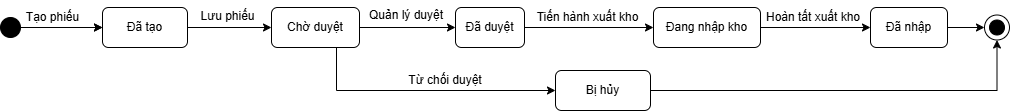 Tạo phiếu
Đã tạo
Lưu phiếu
Chờ duyệt
Quản lý duyệt
Đã duyệt
Tiến hành xuất kho
Đang nhập kho
Hoàn tất xuất kho
Đã nhập
Từ chối duyệt
Bị hủy